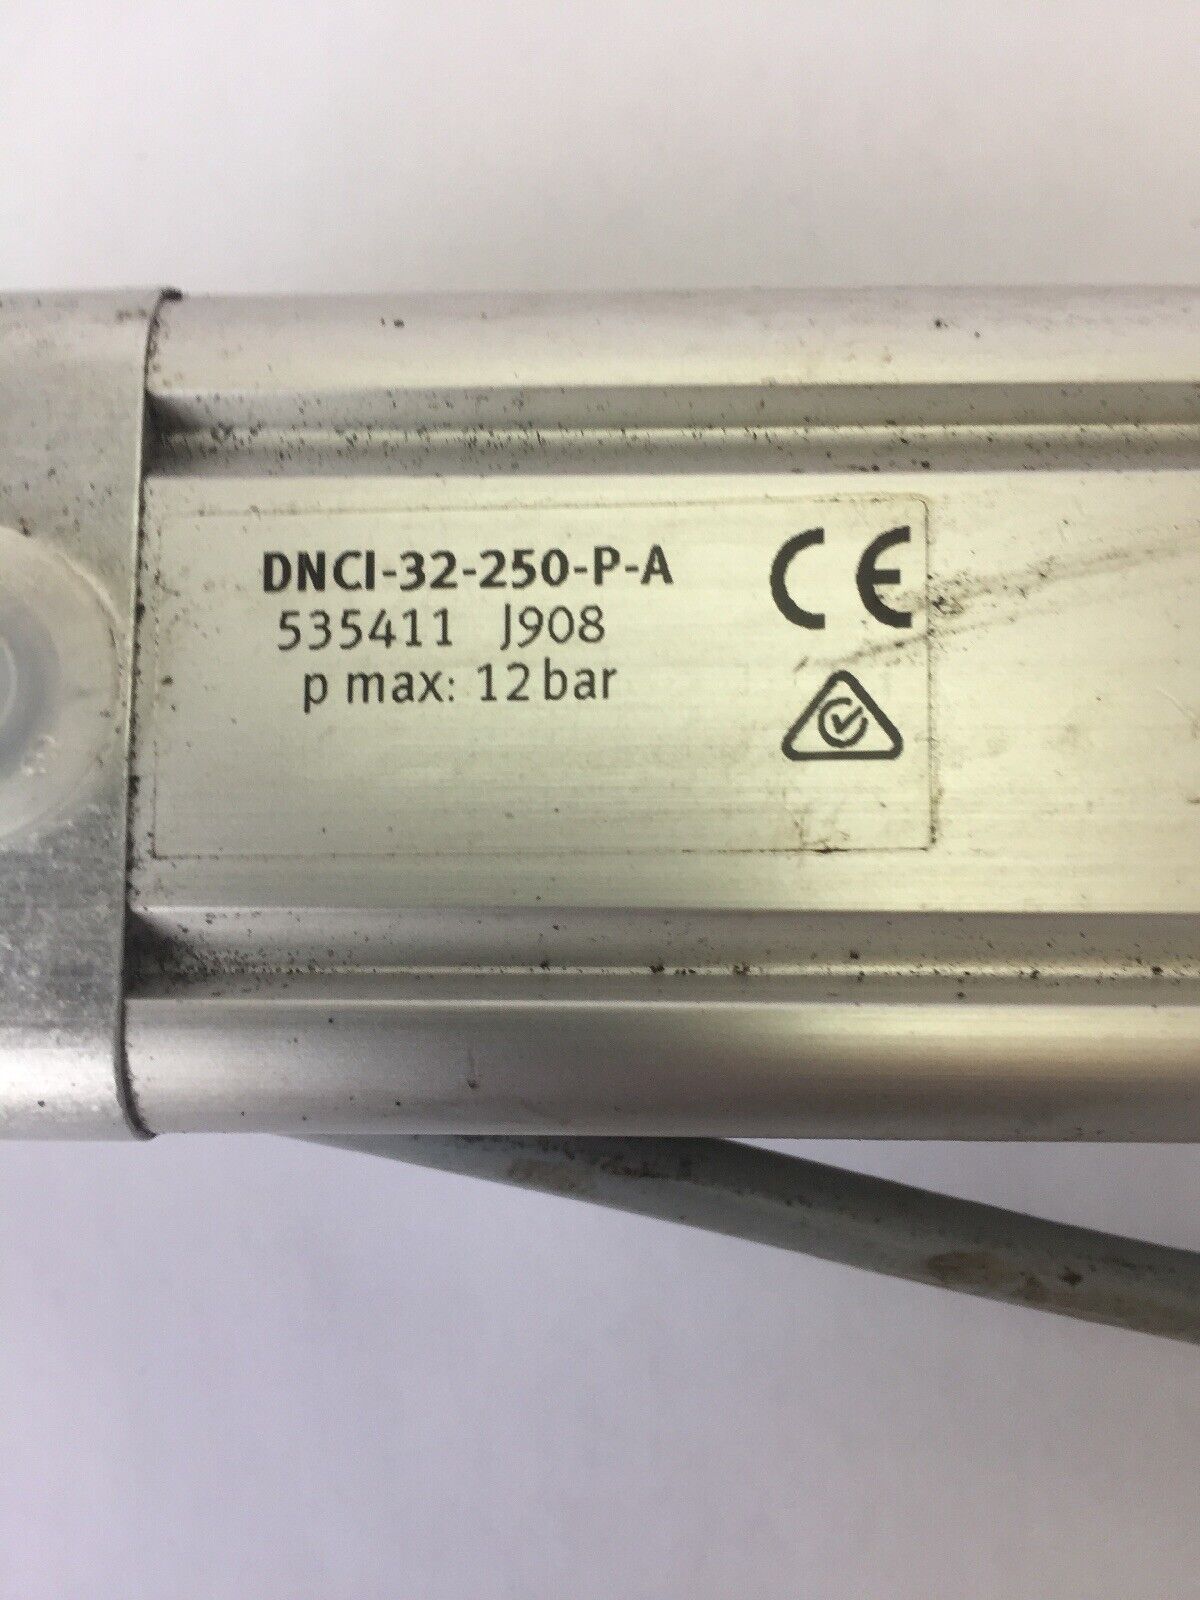 DNCI-32-250-P-A
535411 J908
p max: 12 bar
CE